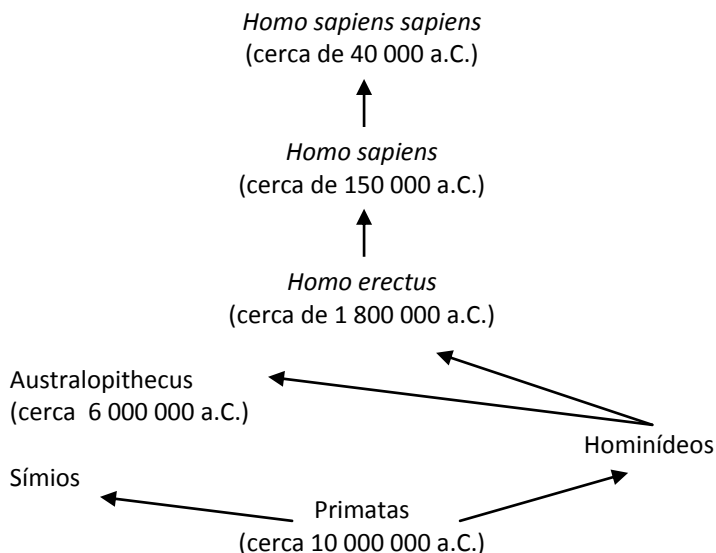 Homo sapiens sapiens
(cerca de 40 000 a.C.)
Homo sapiens
(cerca de 150 000 a.C.)
Homo erectus
(cerca de 1 800 000 a.C.)
Australopithecus
(cerca 6 000 000 a.C.)
Hominídeos
Símios
Primatas
(cerca 10 000 000 a.C.)